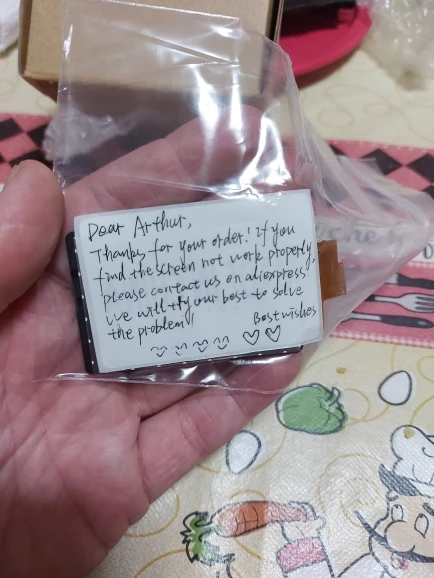 Dear Arthur,
Thanks for your order! If you
find the screen not work properly,
please contact us on aliexpress,
we will try our best to solve
the problem!
Best wishes